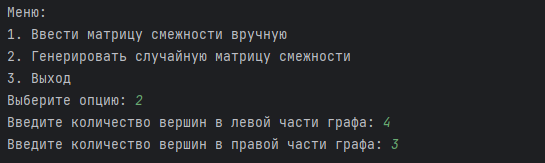 Меню:
1. Ввести матрицу смежности вручную
2. Генерировать случайную матрицу смежности
3. Выход
Выберите опцию: 2
Введите количество вершин в левой части графа: 4
Введите количество вершин в правой части графа: 3